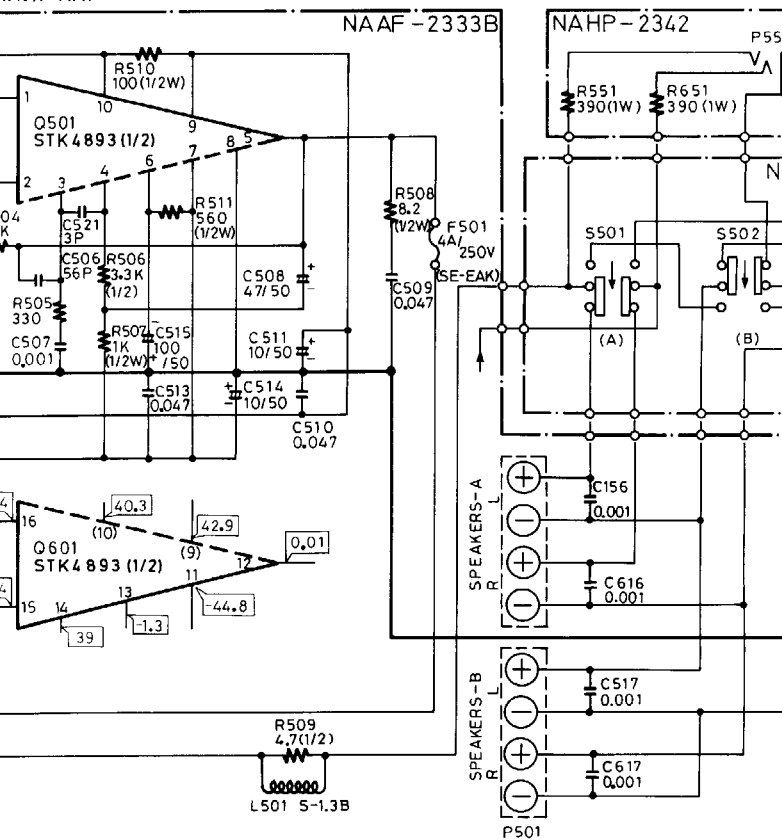 NAAF-2333B
NAHP-2342
P55
R510
100(1/2W)
R551
390(1W)
R651
390(1W)
1
10
9
Q501
STK4893(1/2)
8
5
7
6
2
3
4
R511
560
(1/2W)
R508
8.2
(1/2W)
F501
4A/250V
(SE-EAK)
S501
S502
N
04
K
C521
3P
C506
56P
R506
3.3K
(1/2)
C508
47/50
+
-
C509
0.047
R505
330
C507
0.001
R507
1K
(1/2W)
-
C515
100
/50
+
C511
10/50
+
-
(A)
(B)
C513
0.047
+
-
C514
10/50
C510
0.047
4
16
40.3
(10)
42.9
(9)
0.01
Q601
STK4893(1/2)
12
11
4
15
14
13
39
-1.3
-44.8
SPEAKERS-A
L
R
+
-
+
-
C156
0.001
C616
0.001
SPEAKERS-B
L
R
+
-
+
-
C517
0.001
C617
0.001
R509
4.7(1/2)
L501 S-1.3B
P501